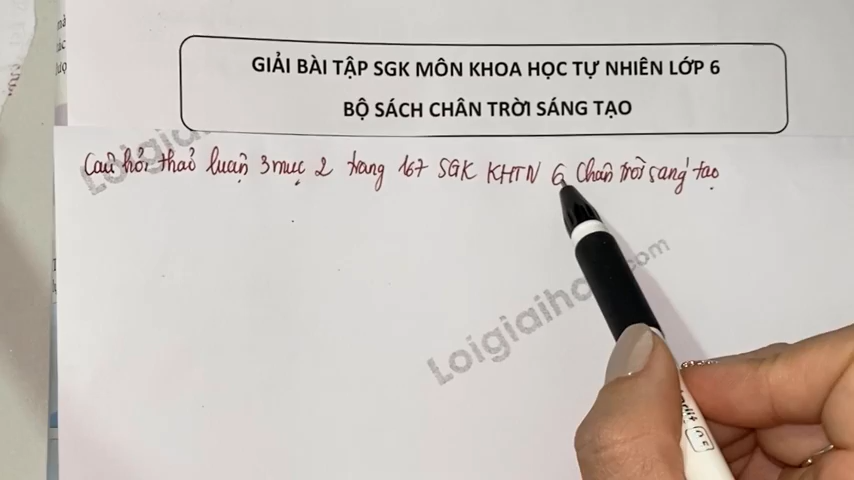 GIẢI BÀI TẬP SGK MÔN KHOA HỌC TỰ NHIÊN LỚP 6
BỘ SÁCH CHÂN TRỜI SÁNG TẠO
Câu hỏi thảo luận 3 mục 2 trang 167 SGK KHTN 6 Chân trời sáng tạo
Loigiaiha
.com